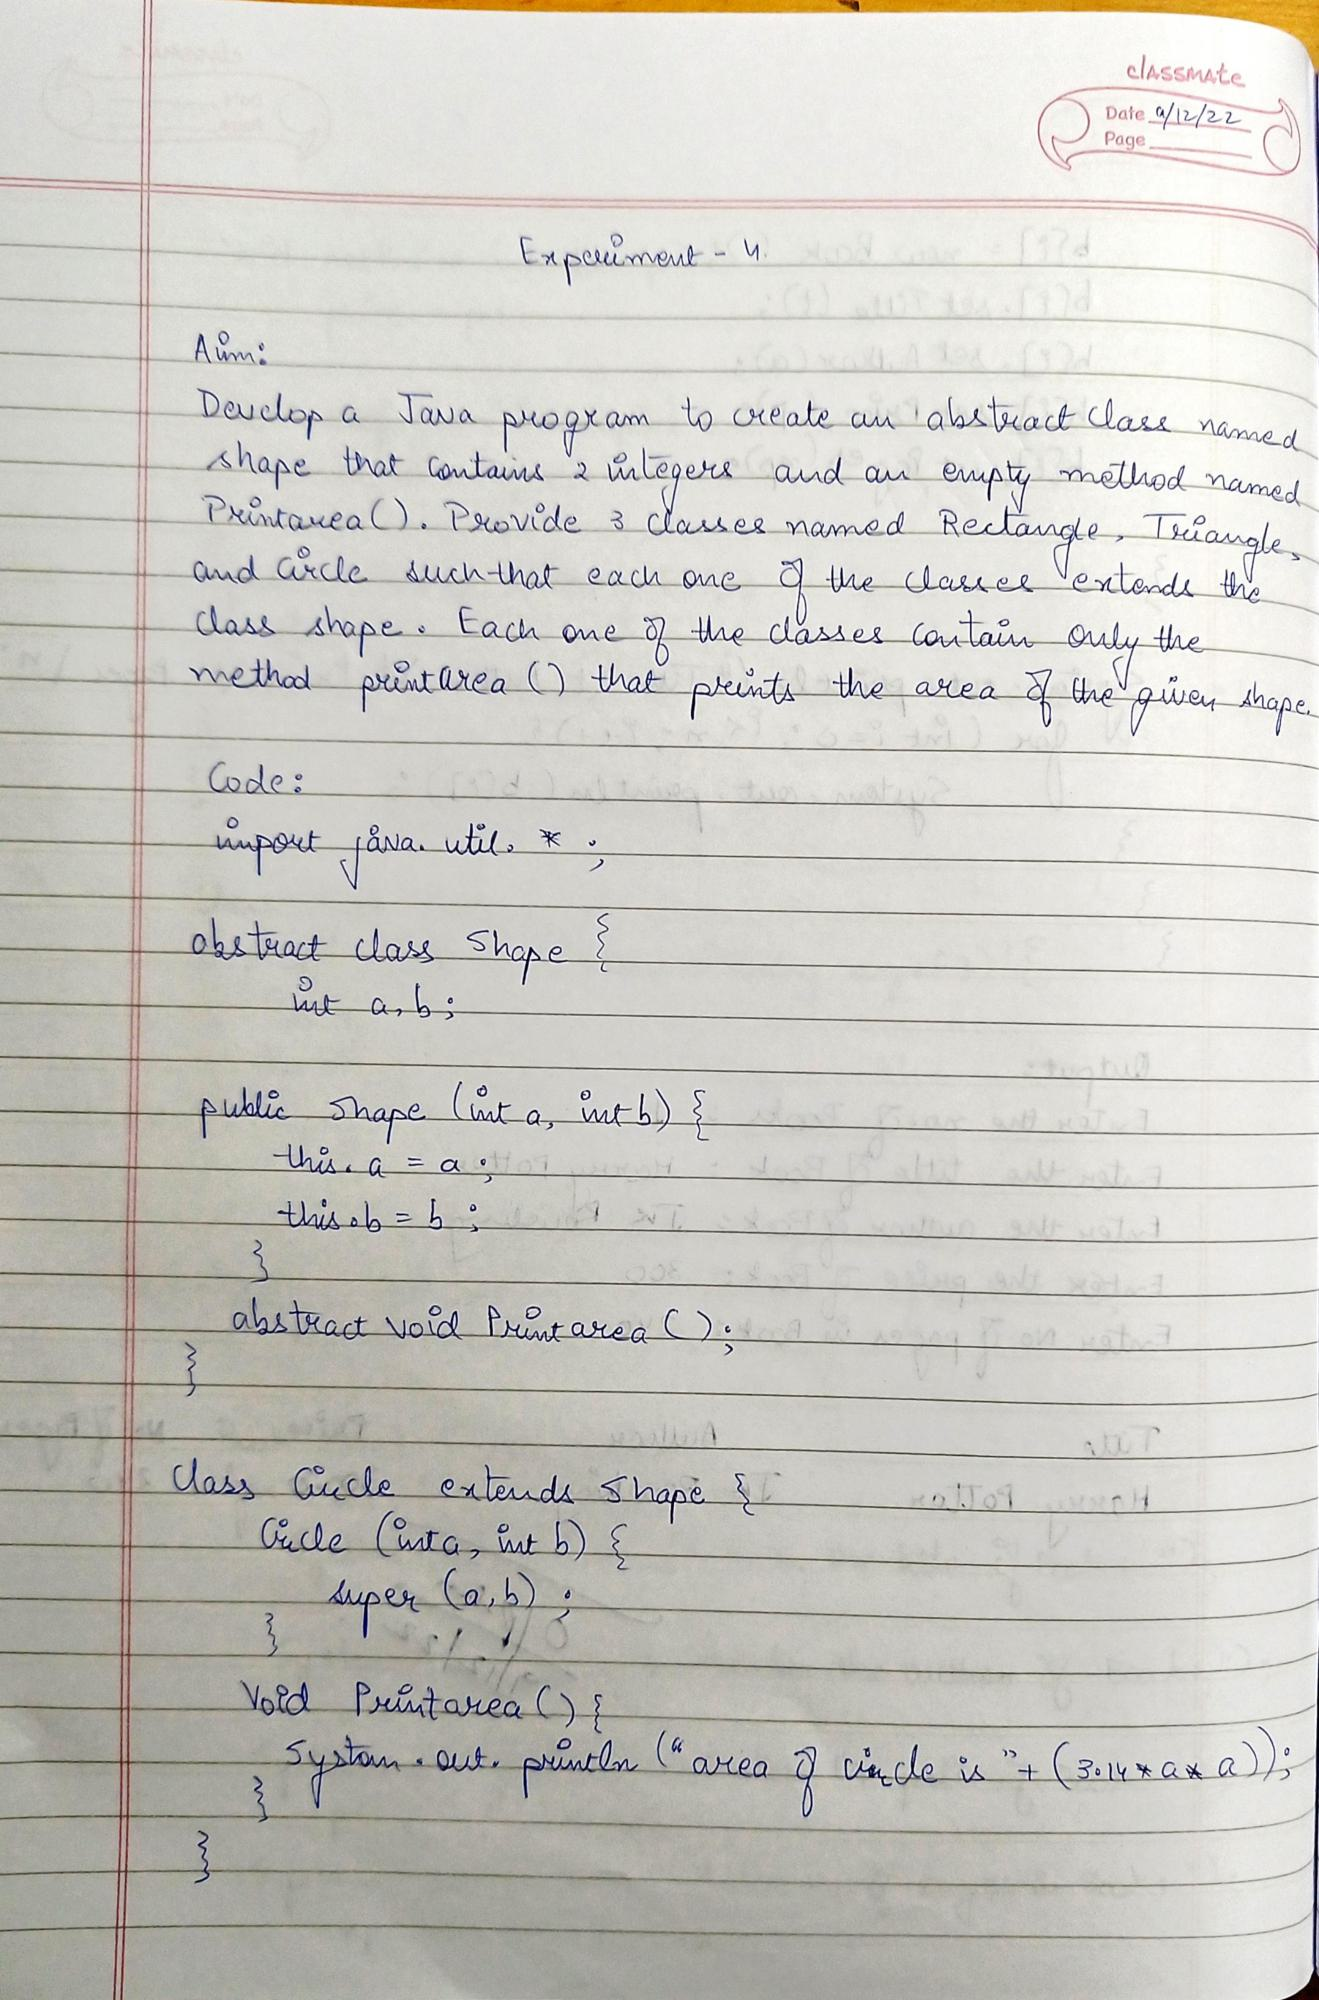 classmate
Date 9/12/22
Page
Experiment - 4.
Aim:
Develop a Java program to create an abstract class named
shape that contains 2 integers and an empty method named
Printarea(). Provide 3 classes named Rectangle, Triangle,
and Circle such that each one of the classes extends the
class shape. Each one of the classes contain only the
method printarea () that prints the area of the given shape.
Code:
import java. util. * ;
abstract class Shape {
int a, b;
public Shape (int a, int b) {
this. a = a ;
this.b = b ;
}
abstract void Printarea ();
}
Class Circle extends Shape {
Circle (int a, int b) {
super (a, b) ;
}
Void Printarea () {
System. out. println ("area of circle is "+ (3.14 * a * a));
}
}